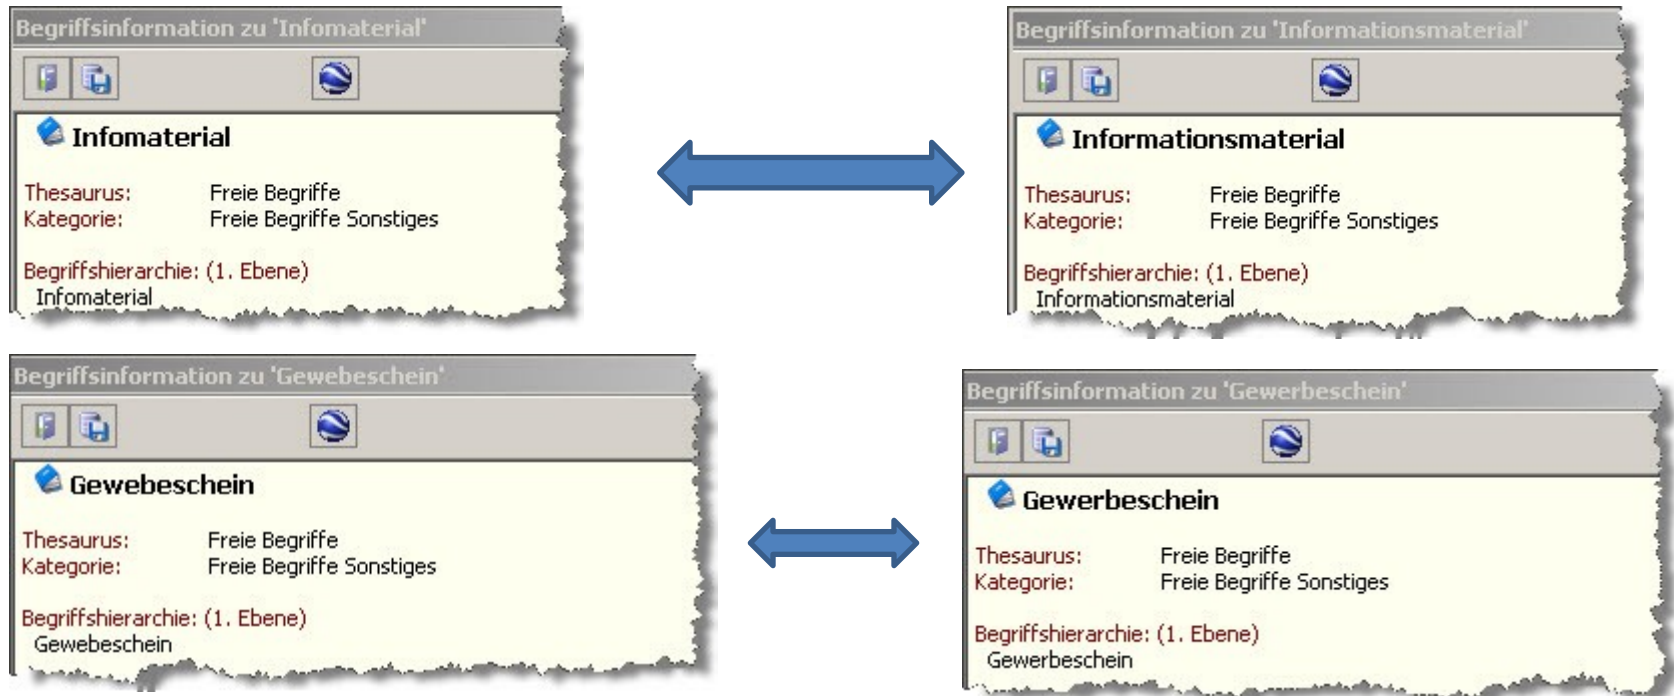 Begriffsinformation zu 'Infomaterial'
Infomaterial
Thesaurus: Freie Begriffe
Kategorie: Freie Begriffe Sonstiges
Begriffshierarchie: (1. Ebene)
Infomaterial
Begriffsinformation zu 'Informationsmaterial'
Informationsmaterial
Thesaurus: Freie Begriffe
Kategorie: Freie Begriffe Sonstiges
Begriffshierarchie: (1. Ebene)
Informationsmaterial
Begriffsinformation zu 'Gewebeschein'
Gewebeschein
Thesaurus: Freie Begriffe
Kategorie: Freie Begriffe Sonstiges
Begriffshierarchie: (1. Ebene)
Gewebeschein
Begriffsinformation zu 'Gewerbeschein'
Gewerbeschein
Thesaurus: Freie Begriffe
Kategorie: Freie Begriffe Sonstiges
Begriffshierarchie: (1. Ebene)
Gewerbeschein